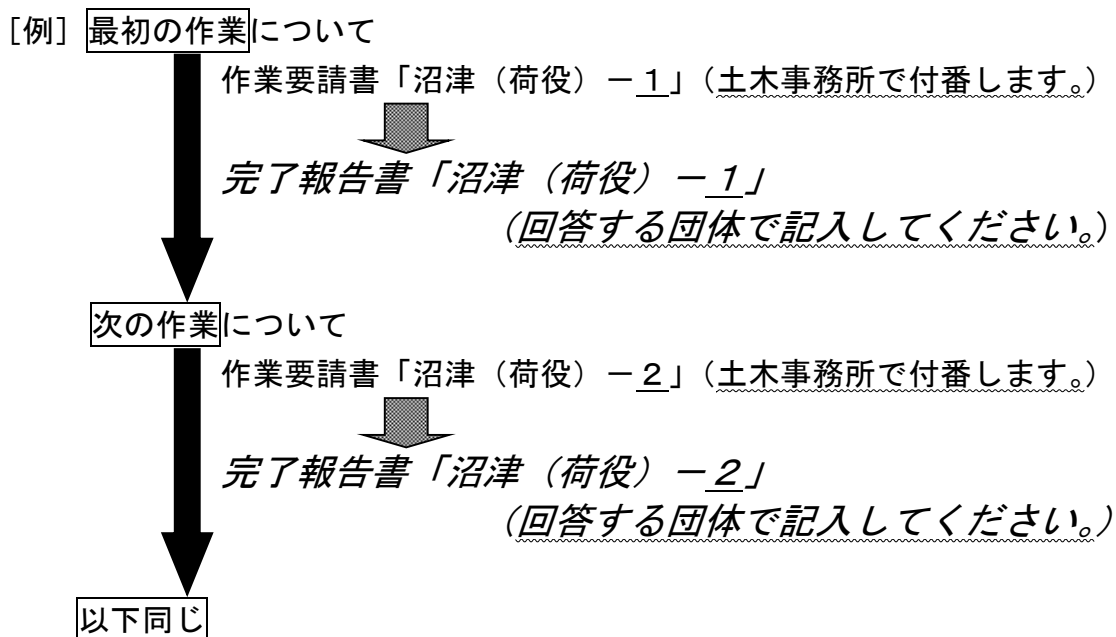 ［例］最初の作業について
作業要請書「沼津（荷役）－１」（土木事務所で付番します。）
完了報告書「沼津（荷役）－１」
（回答する団体で記入してください。）
次の作業について
作業要請書「沼津（荷役）－２」（土木事務所で付番します。）
完了報告書「沼津（荷役）－２」
（回答する団体で記入してください。）
以下同じ